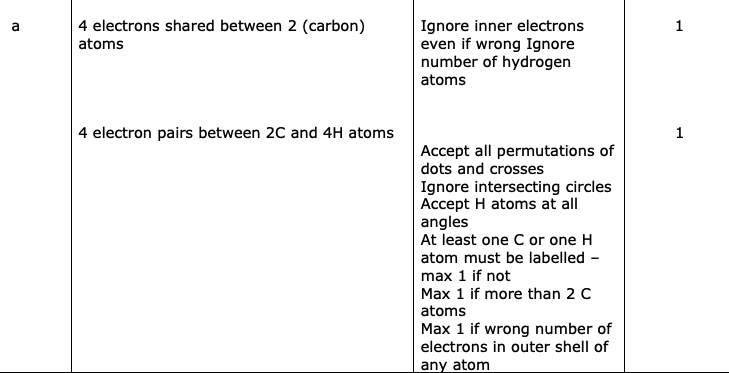 a
4 electrons shared between 2 (carbon)
atoms
Ignore inner electrons
even if wrong Ignore
number of hydrogen
atoms
1
4 electron pairs between 2C and 4H atoms
1
Accept all permutations of
dots and crosses
Ignore intersecting circles
Accept H atoms at all
angles
At least one C or one H
atom must be labelled –
max 1 if not
Max 1 if more than 2 C
atoms
Max 1 if wrong number of
electrons in outer shell of
any atom